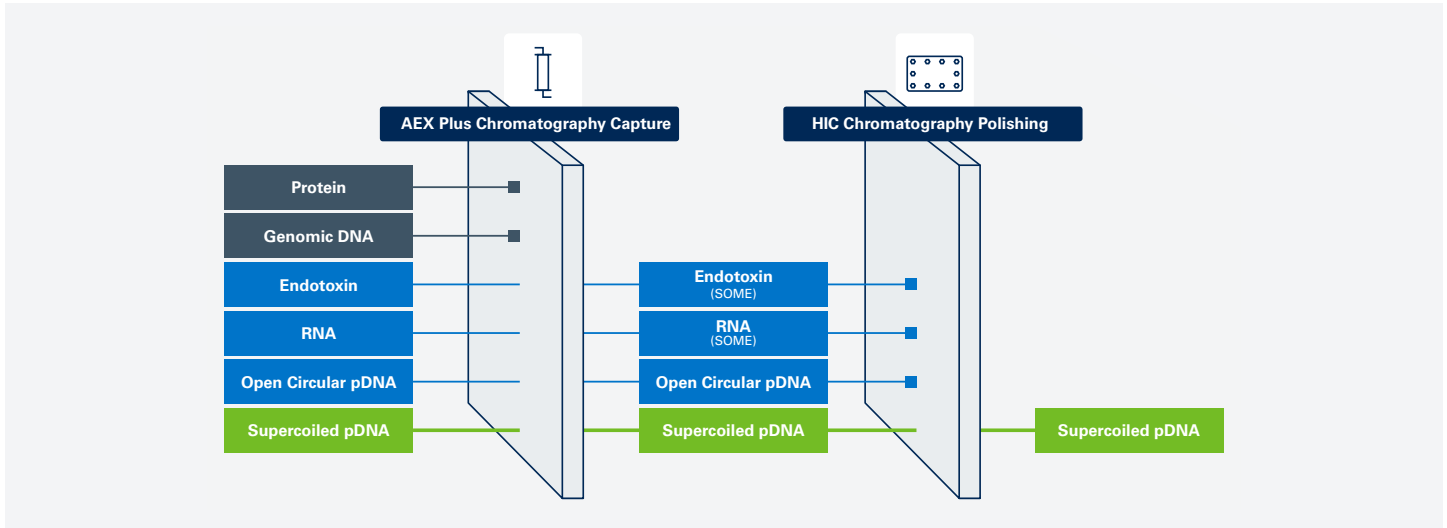 AEX Plus Chromatography Capture
HIC Chromatography Polishing
Protein
Genomic DNA
Endotoxin
RNA
Open Circular pDNA
Supercoiled pDNA
Endotoxin
(SOME)
RNA
(SOME)
Open Circular pDNA
Supercoiled pDNA
Supercoiled pDNA